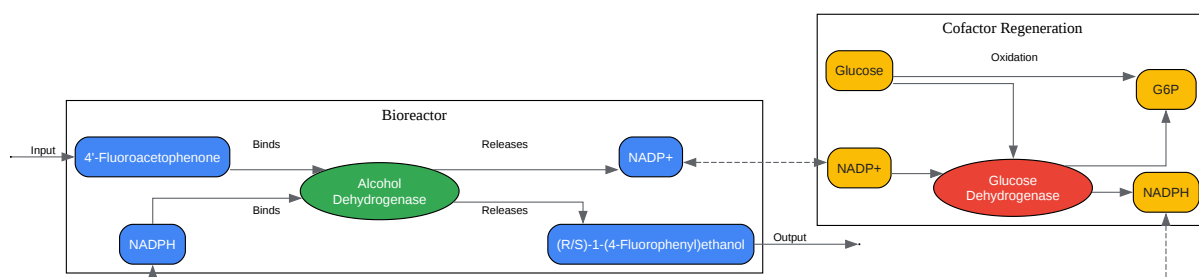 Cofactor Regeneration
Oxidation
Glucose
G6P
Bioreactor
Input
4'-Fluoroacetophenone
Binds
Releases
NADP+
NADP+
Alcohol
Dehydrogenase
Glucose
Dehydrogenase
NADPH
Binds
Releases
NADPH
(R/S)-1-(4-Fluorophenyl)ethanol
Output